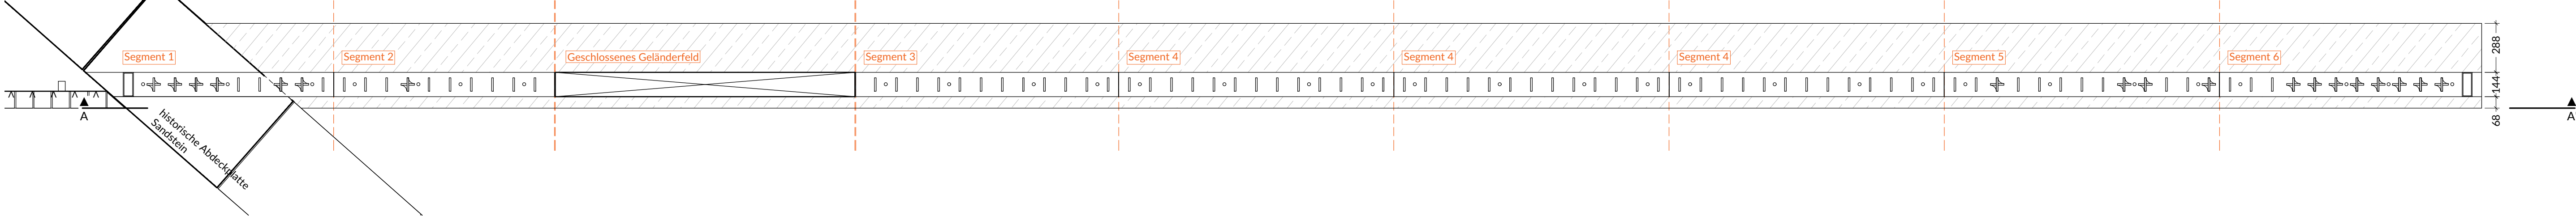 Segment 1
Segment 2
Geschlossenes Geländerfeld
Segment 3
Segment 4
Segment 4
Segment 4
Segment 5
Segment 6
288
144
68
A
A
historische Abdeckplatte
Sandstein